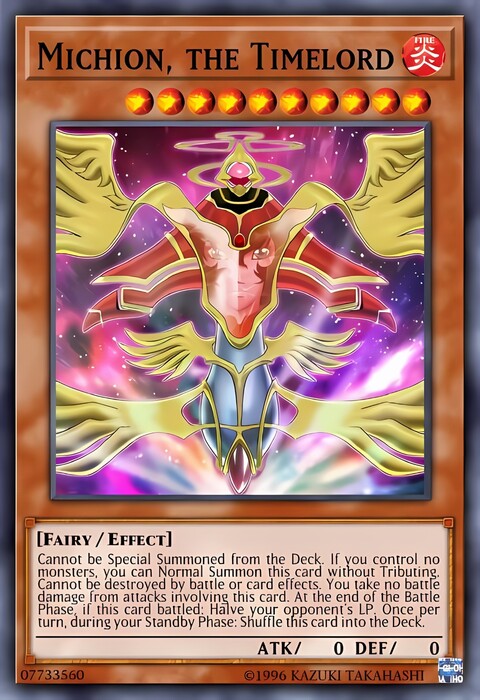 MICHION, THE TIMELORD
FIRE
炎
[FAIRY / EFFECT]
Cannot be Special Summoned from the Deck. If you control no
monsters, you can Normal Summon this card without Tributing.
Cannot be destroyed by battle or card effects. You take no battle
damage from attacks involving this card. At the end of the Battle
Phase, if this card battled: Halve your opponent's LP. Once per
turn, during your Standby Phase: Shuffle this card into the Deck.
ATK/ 0 DEF/ 0
07733560 ©1996 KAZUKI TAKAHASHI